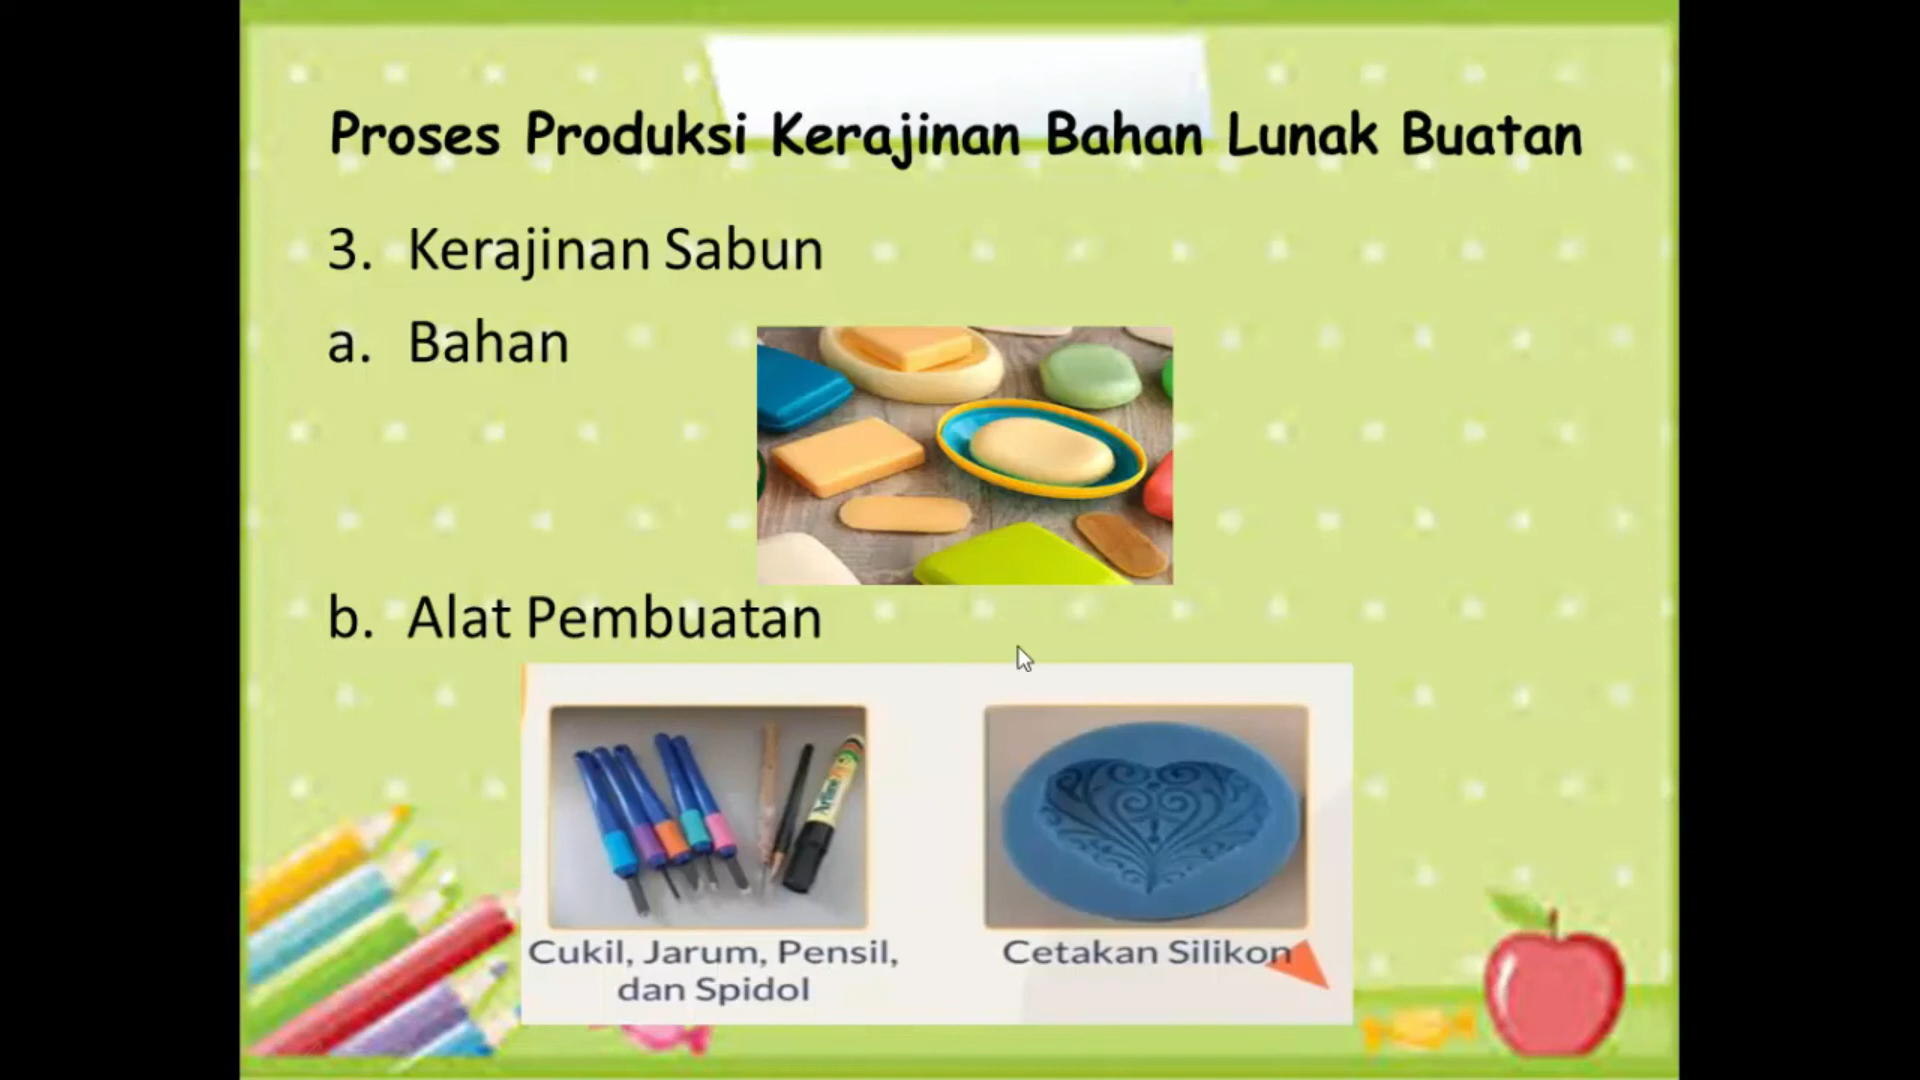 Proses Produksi Kerajinan Bahan Lunak Buatan
3. Kerajinan Sabun
a. Bahan
b. Alat Pembuatan
Artline
Cukil, Jarum, Pensil,
dan Spidol
Cetakan Silikon